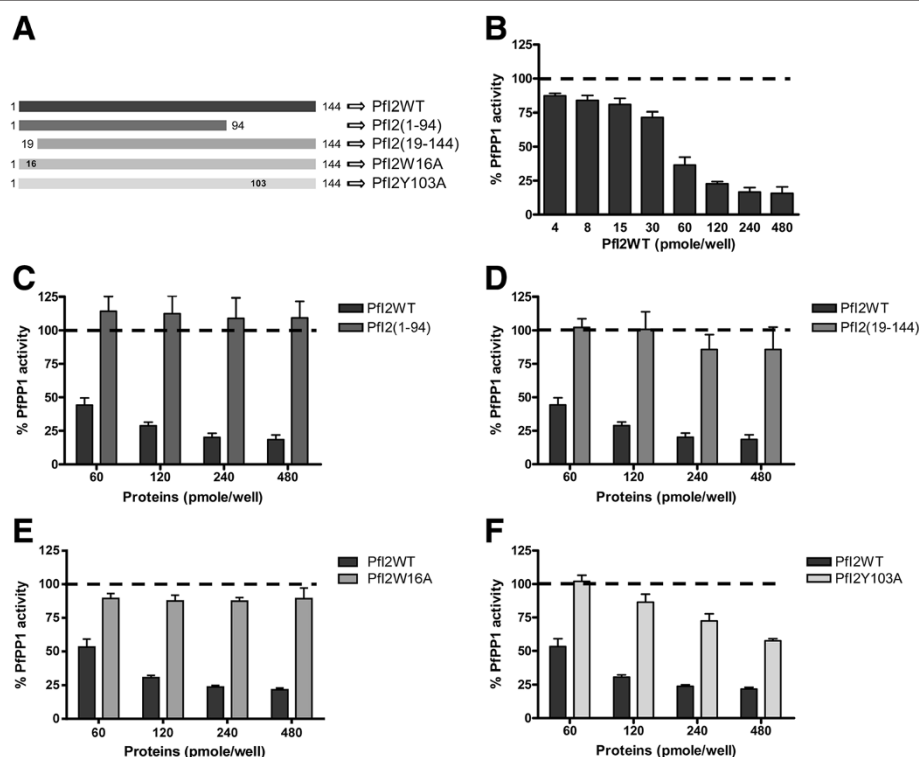 A
1 144 ⇨ PfI2WT
1 94 ⇨ PfI2(1-94)
19 144 ⇨ PfI2(19-144)
1 16 144 ⇨ PfI2W16A
1 103 144 ⇨ PfI2Y103A
B
% PfPP1 activity
125
100
75
50
25
0
4 8 15 30 60 120 240 480
PfI2WT (pmole/well)
C
% PfPP1 activity
125
100
75
50
25
0
60 120 240 480
Proteins (pmole/well)
PfI2WT
PfI2(1-94)
D
% PfPP1 activity
125
100
75
50
25
0
60 120 240 480
Proteins (pmole/well)
PfI2WT
PfI2(19-144)
E
% PfPP1 activity
125
100
75
50
25
0
60 120 240 480
Proteins (pmole/well)
PfI2WT
PfI2W16A
F
% PfPP1 activity
125
100
75
50
25
0
60 120 240 480
Proteins (pmole/well)
PfI2WT
PfI2Y103A